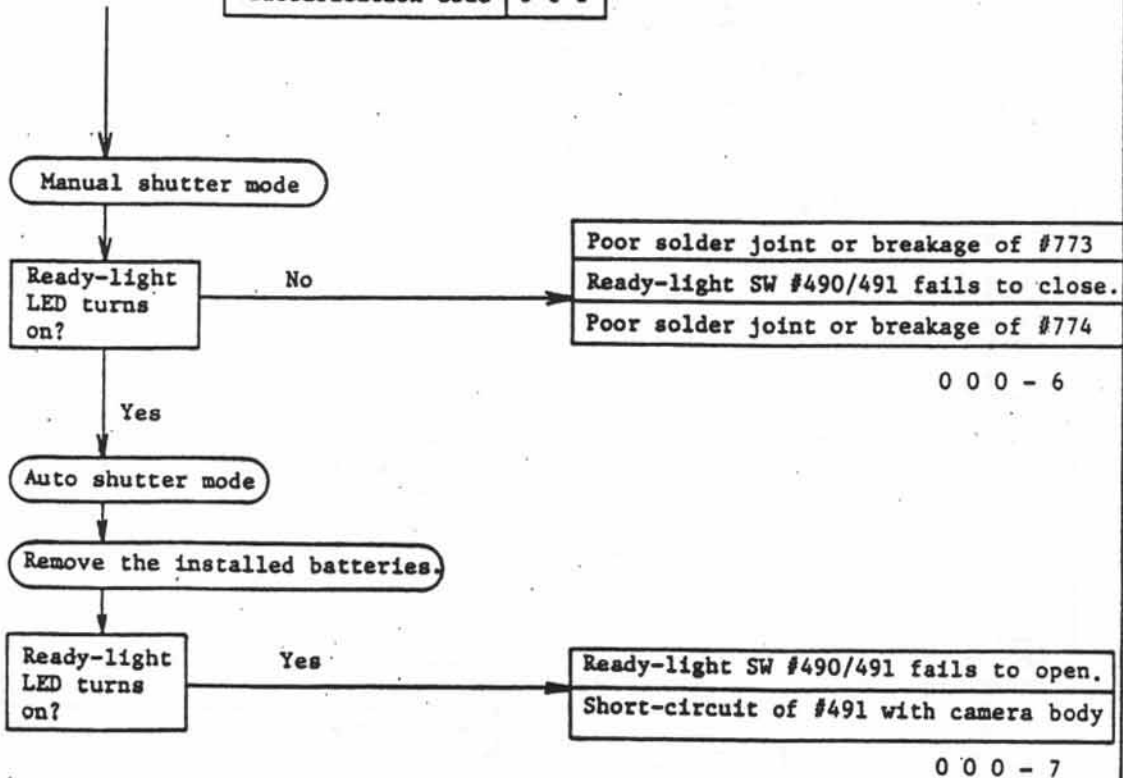 Manual shutter mode
Ready-light
LED turns
on?
No
Poor solder joint or breakage of #773
Ready-light SW #490/491 fails to close.
Poor solder joint or breakage of #774
0 0 0 - 6
Yes
Auto shutter mode
Remove the installed batteries.
Ready-light
LED turns
on?
Yes
Ready-light SW #490/491 fails to open.
Short-circuit of #491 with camera body
0 0 0 - 7